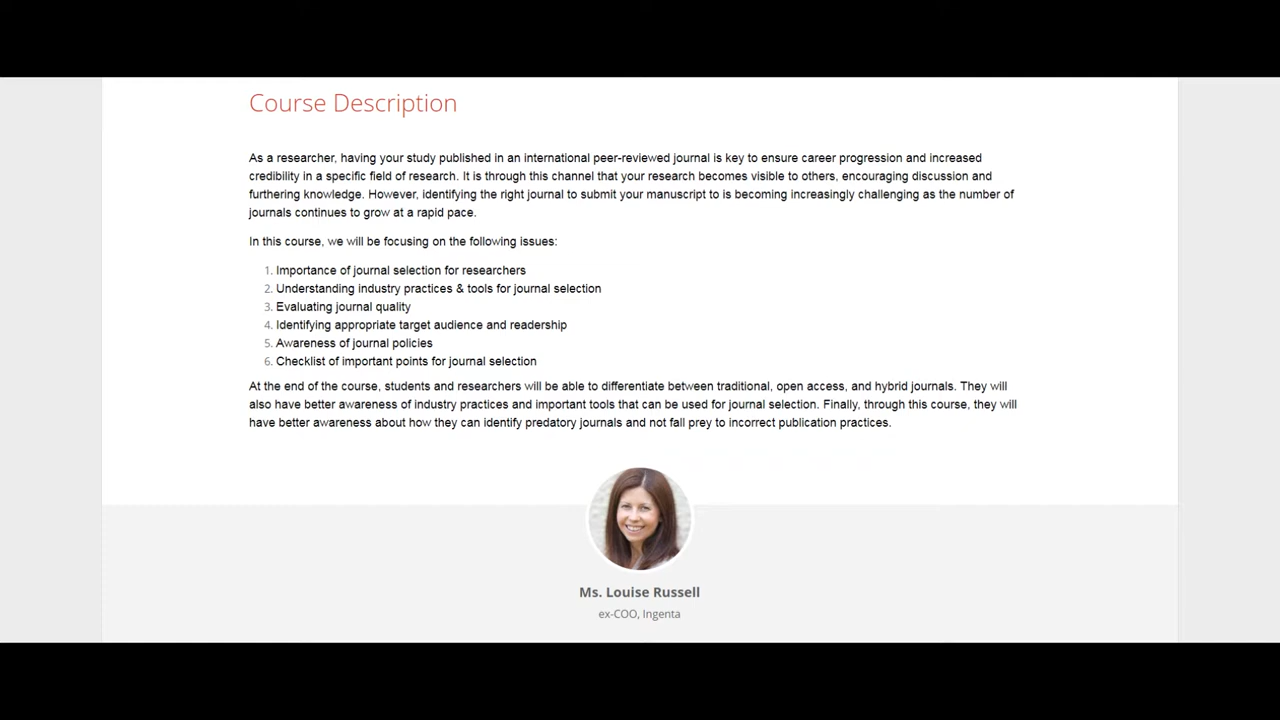 Course Description
As a researcher, having your study published in an international peer-reviewed journal is key to ensure career progression and increased
credibility in a specific field of research. It is through this channel that your research becomes visible to others, encouraging discussion and
furthering knowledge. However, identifying the right journal to submit your manuscript to is becoming increasingly challenging as the number of
journals continues to grow at a rapid pace.
In this course, we will be focusing on the following issues:
1. Importance of journal selection for researchers
2. Understanding industry practices & tools for journal selection
3. Evaluating journal quality
4. Identifying appropriate target audience and readership
5. Awareness of journal policies
6. Checklist of important points for journal selection
At the end of the course, students and researchers will be able to differentiate between traditional, open access, and hybrid journals. They will
also have better awareness of industry practices and important tools that can be used for journal selection. Finally, through this course, they will
have better awareness about how they can identify predatory journals and not fall prey to incorrect publication practices.
Ms. Louise Russell
ex-COO, Ingenta